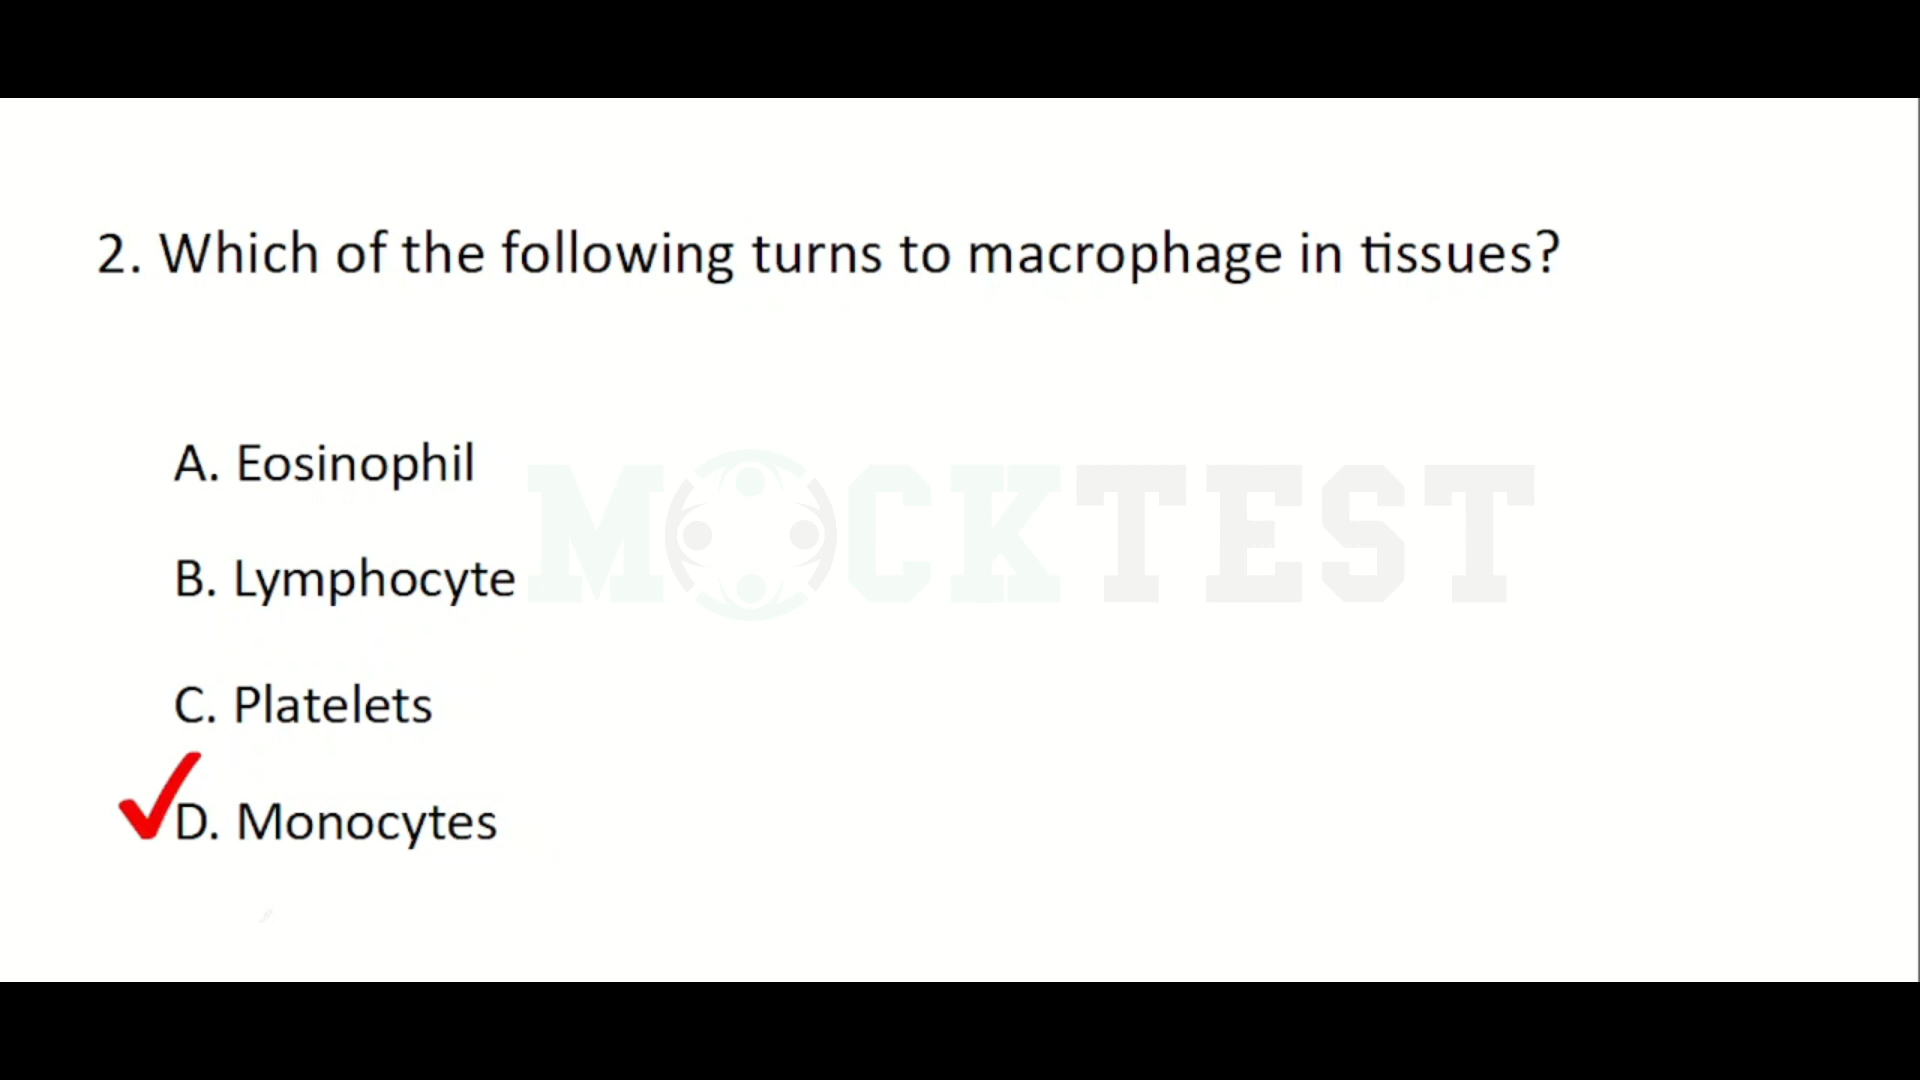 2. Which of the following turns to macrophage in tissues?
A. Eosinophil
MOCKTEST
B. Lymphocyte
C. Platelets
D. Monocytes